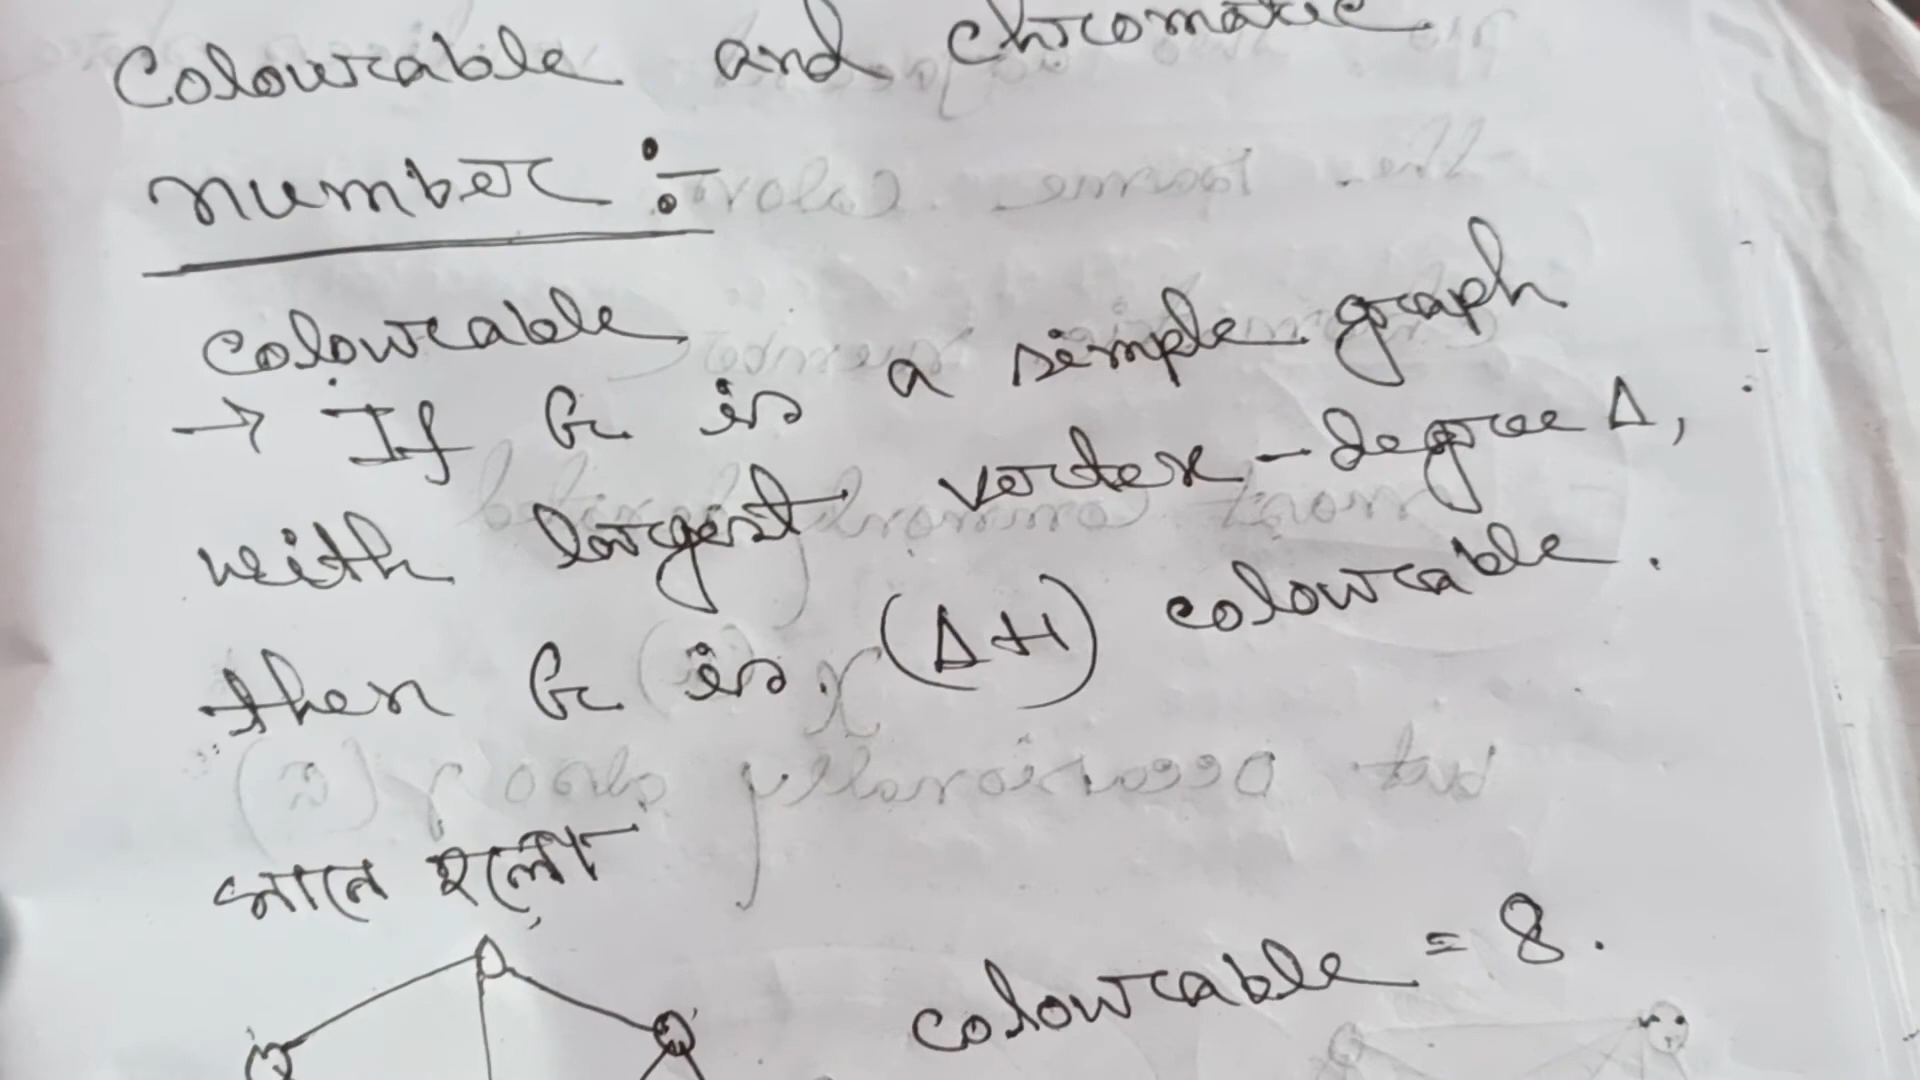 Colourable and chromatic
number ÷
colourable
→ If G is a simple graph
with largest vertex-degree Δ,
then G is (Δ+1) colourable.
মানে হলো
colourable = 8.